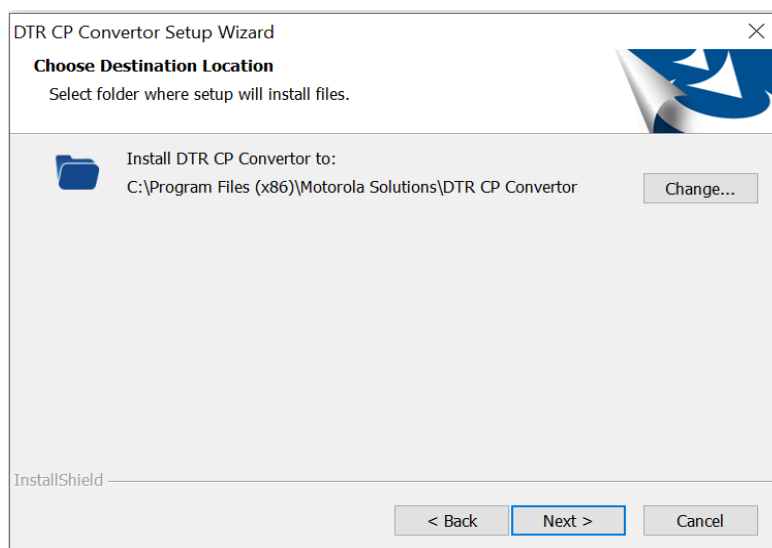 DTR CP Convertor Setup Wizard
Choose Destination Location
Select folder where setup will install files.
Install DTR CP Convertor to:
C:\Program Files (x86)\Motorola Solutions\DTR CP Convertor
Change...
InstallShield
< Back
Next >
Cancel